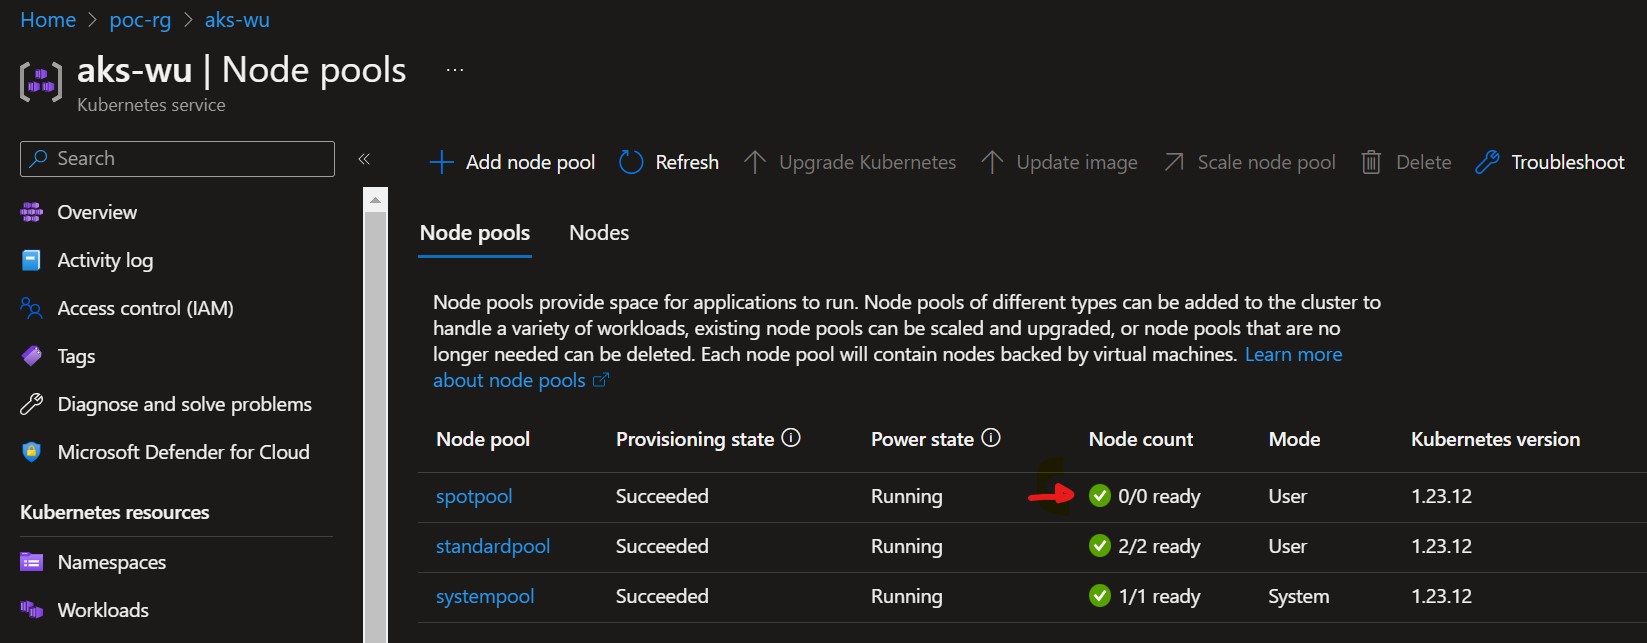 Home > poc-rg > aks-wu
aks-wu | Node pools ...
Kubernetes service
Search «
Add node pool Refresh Upgrade Kubernetes Update image Scale node pool Delete Troubleshoot
Overview
Activity log
Access control (IAM)
Tags
Diagnose and solve problems
Microsoft Defender for Cloud
Kubernetes resources
Namespaces
Workloads
Node pools Nodes
Node pools provide space for applications to run. Node pools of different types can be added to the cluster to
handle a variety of workloads, existing node pools can be scaled and upgraded, or node pools that are no
longer needed can be deleted. Each node pool will contain nodes backed by virtual machines. Learn more
about node pools
Node pool Provisioning state Power state Node count Mode Kubernetes version
spotpool Succeeded Running 0/0 ready User 1.23.12
standardpool Succeeded Running 2/2 ready User 1.23.12
systempool Succeeded Running 1/1 ready System 1.23.12